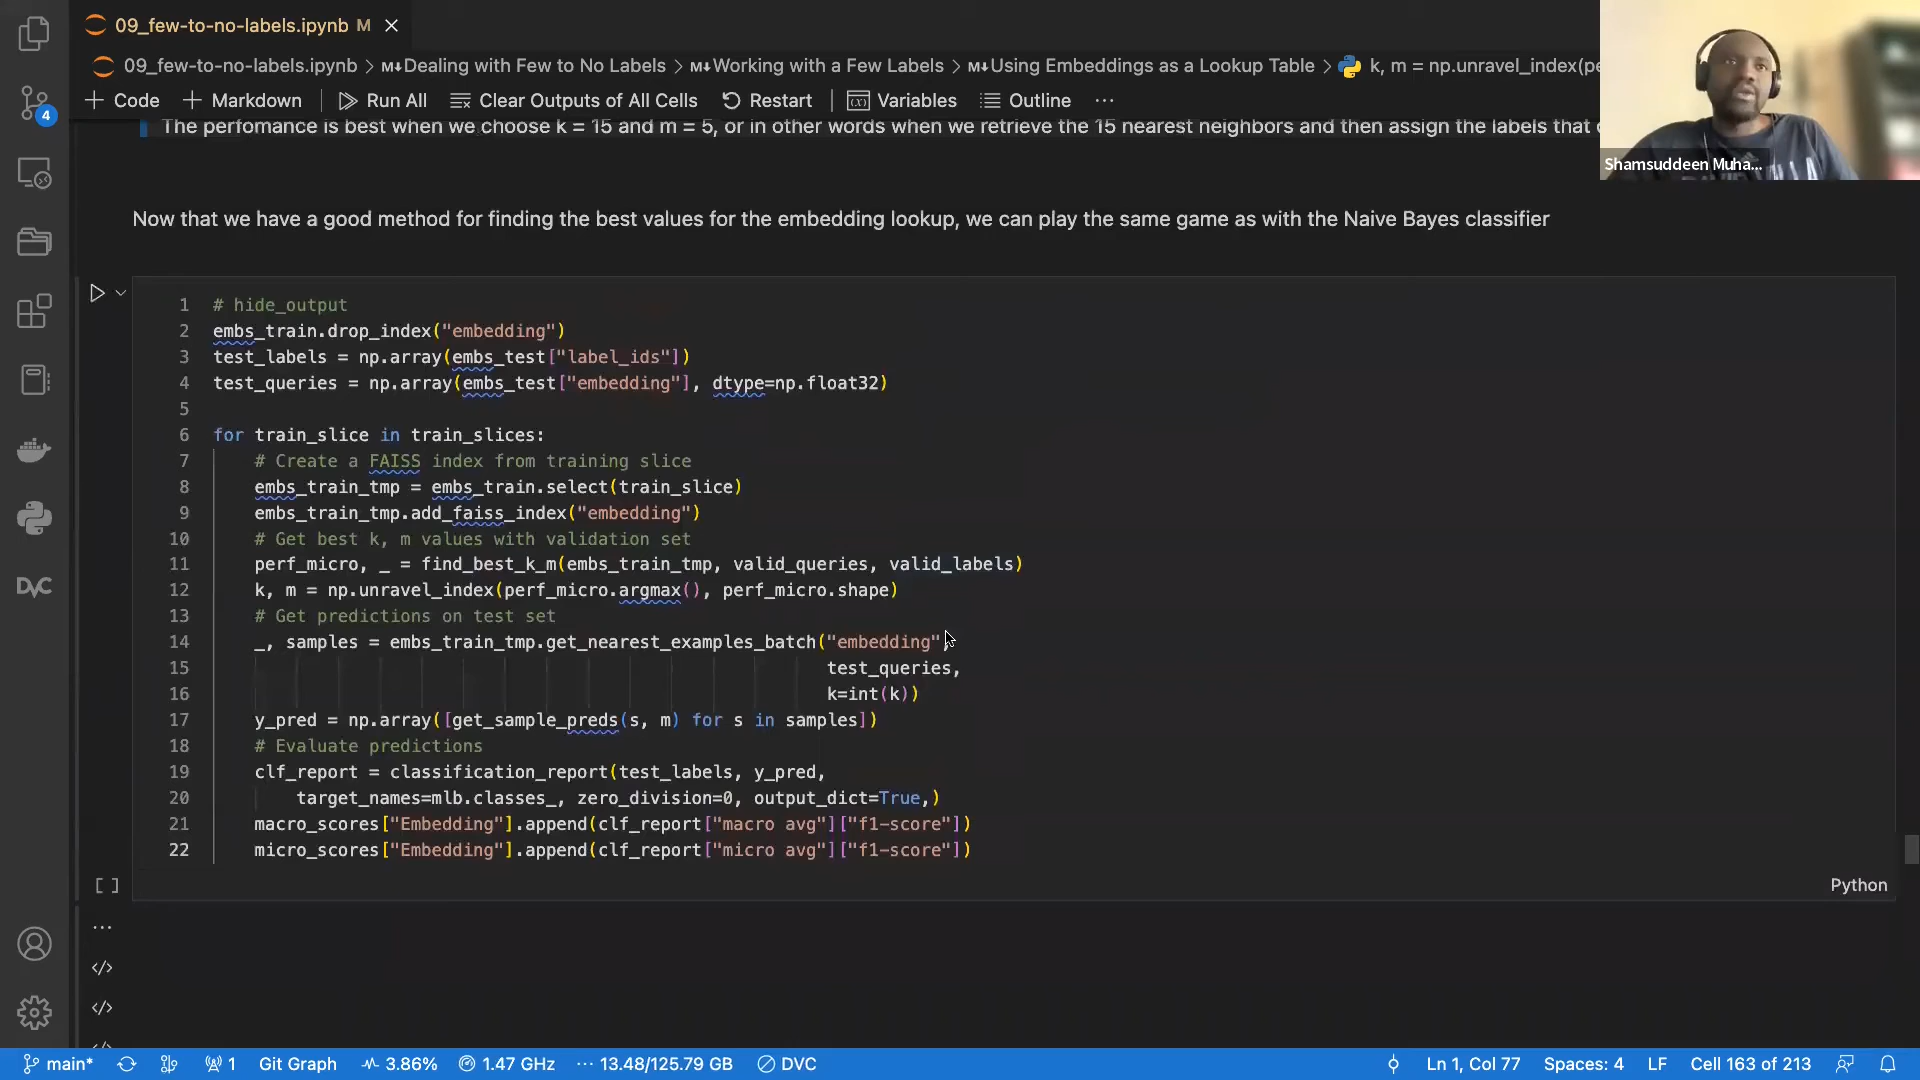 09_few-to-no-labels.ipynb M
09_few-to-no-labels.ipynb > M↓Dealing with Few to No Labels > M↓Working with a Few Labels > M↓Using Embeddings as a Lookup Table > k, m = np.unravel_index(pe
+ Code + Markdown Run All Clear Outputs of All Cells Restart Variables Outline ...
The perfomance is best when we choose k = 15 and m = 5, or in other words when we retrieve the 15 nearest neighbors and then assign the labels that
Shamsuddeen Muha...
Now that we have a good method for finding the best values for the embedding lookup, we can play the same game as with the Naive Bayes classifier
1 # hide_output
2 embs_train.drop_index("embedding")
3 test_labels = np.array(embs_test["label_ids"])
4 test_queries = np.array(embs_test["embedding"], dtype=np.float32)
5
6 for train_slice in train_slices:
7 # Create a FAISS index from training slice
8 embs_train_tmp = embs_train.select(train_slice)
9 embs_train_tmp.add_faiss_index("embedding")
10 # Get best k, m values with validation set
11 perf_micro, _ = find_best_k_m(embs_train_tmp, valid_queries, valid_labels)
12 k, m = np.unravel_index(perf_micro.argmax(), perf_micro.shape)
13 # Get predictions on test set
14 _, samples = embs_train_tmp.get_nearest_examples_batch("embedding",
15 test_queries,
16 k=int(k))
17 y_pred = np.array([get_sample_preds(s, m) for s in samples])
18 # Evaluate predictions
19 clf_report = classification_report(test_labels, y_pred,
20 target_names=mlb.classes_, zero_division=0, output_dict=True,)
21 macro_scores["Embedding"].append(clf_report["macro avg"]["f1-score"])
22 micro_scores["Embedding"].append(clf_report["micro avg"]["f1-score"])
[ ]
Python
...
</>
</>
4
DVC
main* 1 Git Graph 3.86% 1.47 GHz ... 13.48/125.79 GB DVC Ln 1, Col 77 Spaces: 4 LF Cell 163 of 213